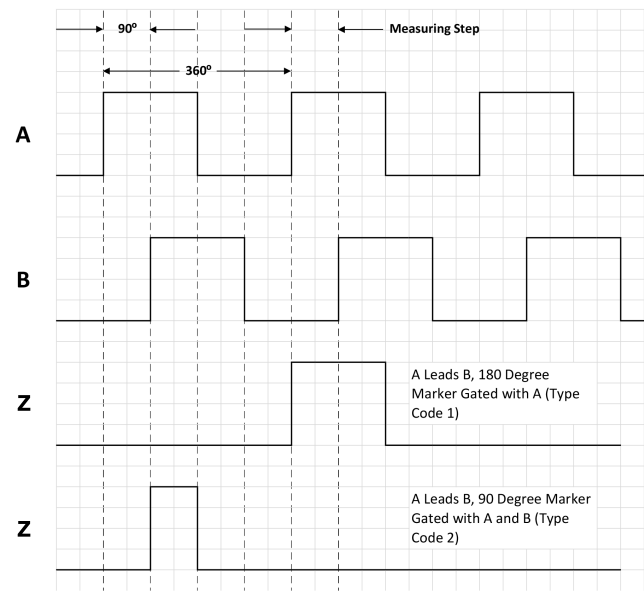 90º
Measuring Step
360º
A
B
A Leads B, 180 Degree
Marker Gated with A (Type
Code 1)
Z
A Leads B, 90 Degree Marker
Gated with A and B (Type
Code 2)
Z